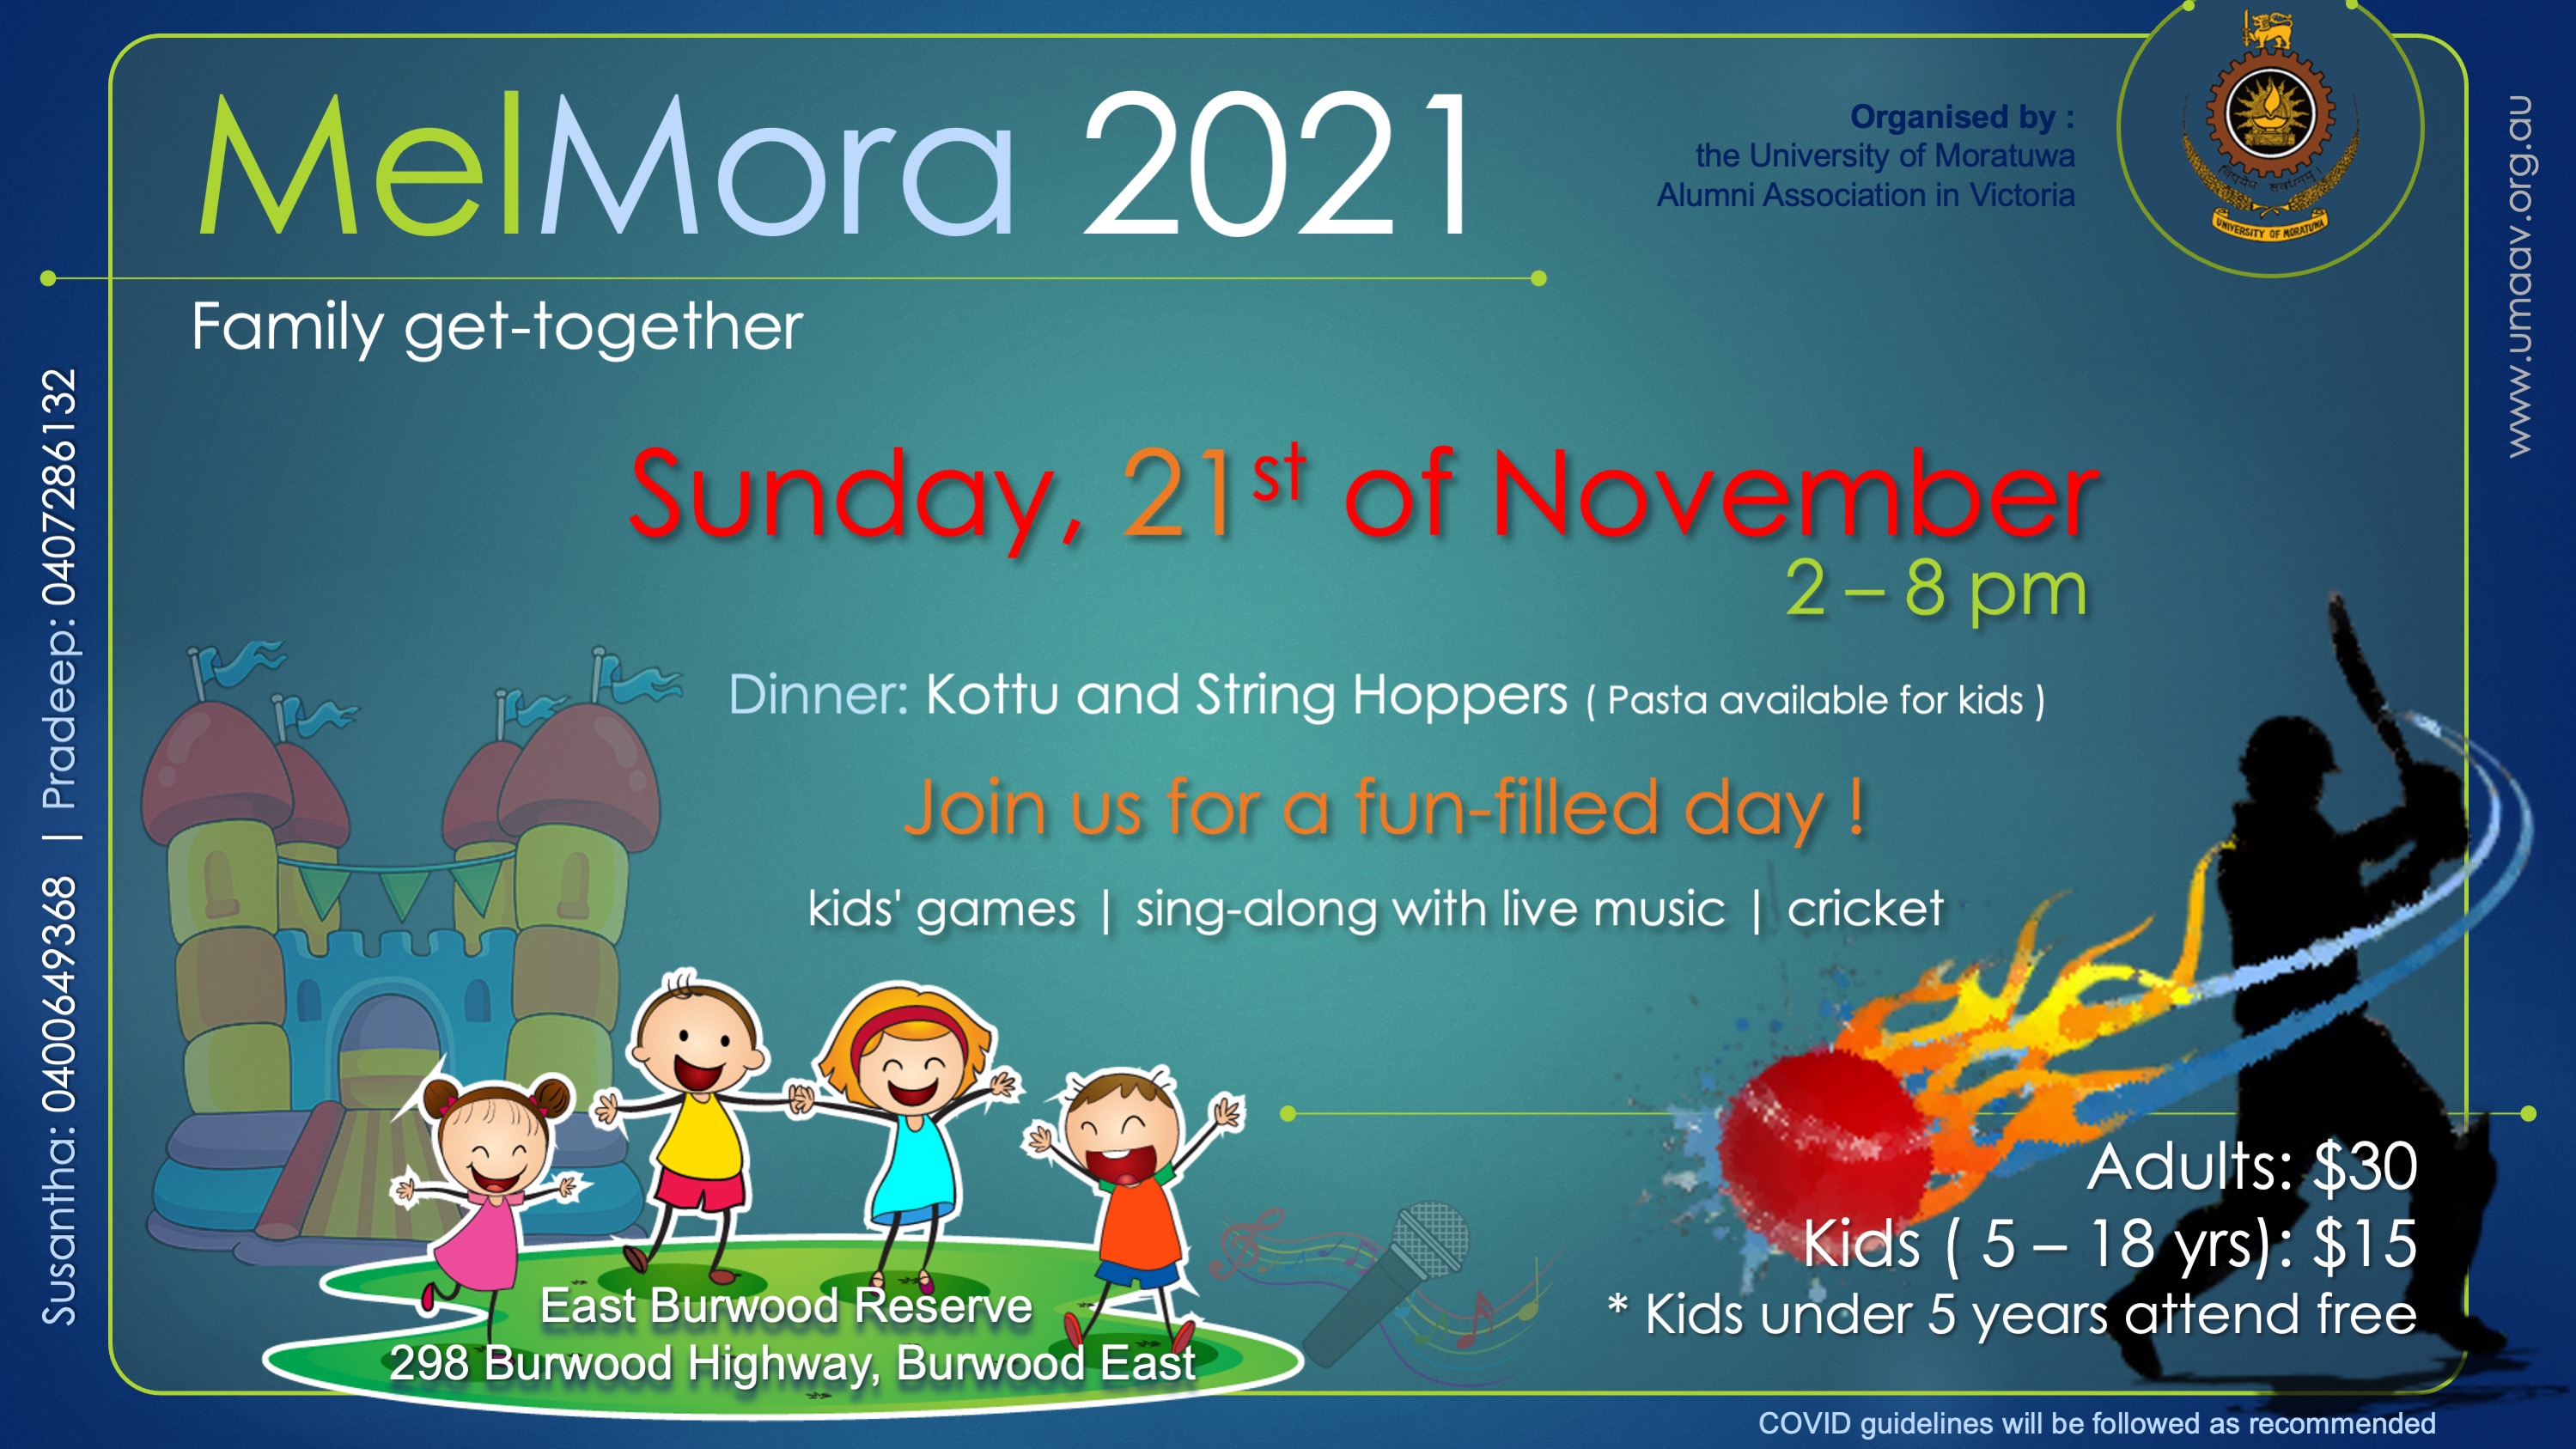 MelMora 2021
Organised by :
the University of Moratuwa
Alumni Association in Victoria
UNIVERSITY OF MORATUWA
www.umaav.org.au
Family get-together
Susantha: 0400649368 | Pradeep: 0407286132
Sunday, 21st of November
2 – 8 pm
Dinner: Kottu and String Hoppers ( Pasta available for kids )
Join us for a fun-filled day !
kids' games | sing-along with live music | cricket
East Burwood Reserve
298 Burwood Highway, Burwood East
Adults: $30
Kids ( 5 – 18 yrs): $15
* Kids under 5 years attend free
COVID guidelines will be followed as recommended